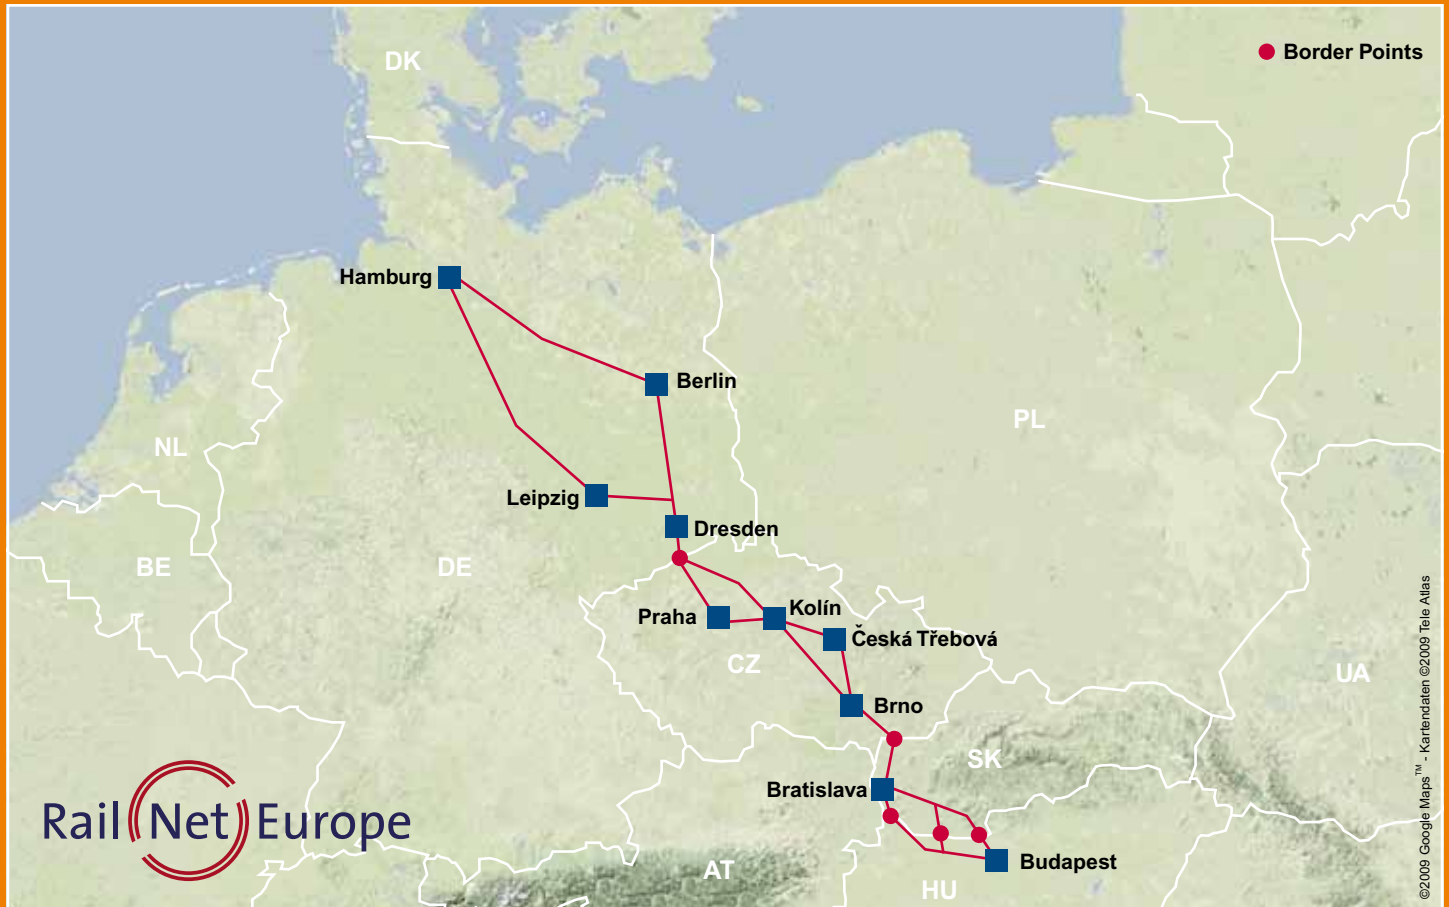 DK
Border Points
Hamburg
Berlin
NL
PL
Leipzig
Dresden
BE
DE
Praha
Kolín
Česká Třebová
CZ
UA
Brno
SK
Bratislava
Rail Net Europe
Budapest
AT
HU
©2009 Google Maps™ - Kartendaten ©2009 Tele Atlas